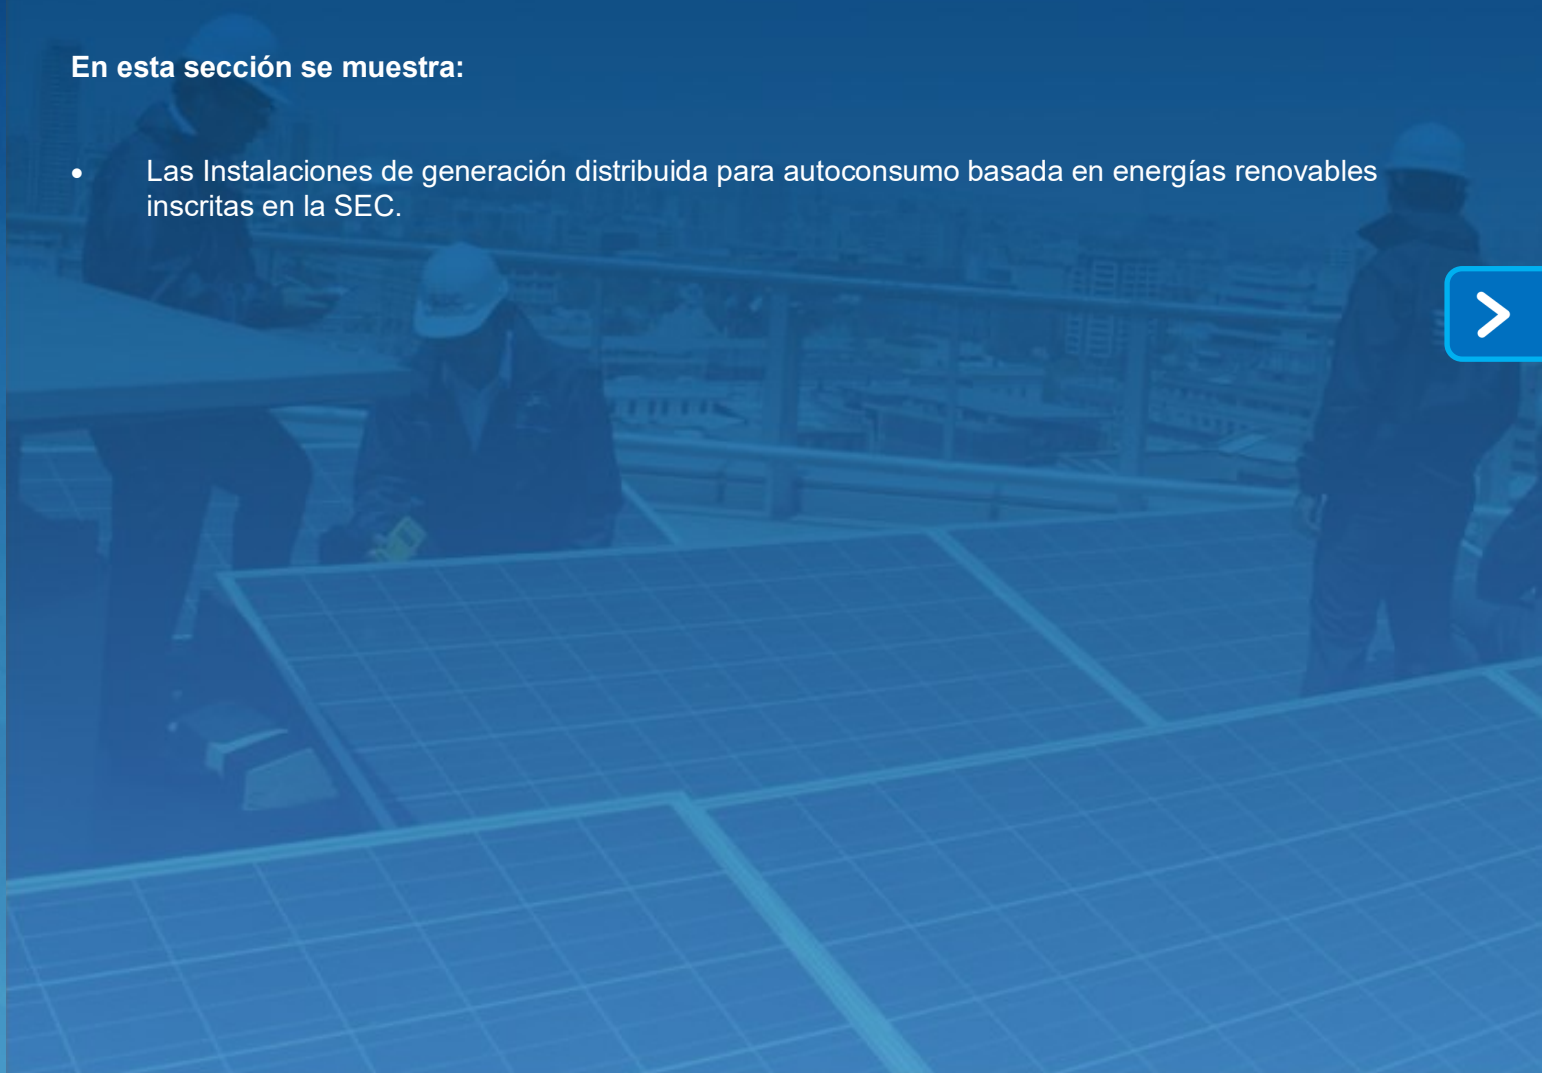 En esta sección se muestra:
• Las Instalaciones de generación distribuida para autoconsumo basada en energías renovables
inscritas en la SEC.